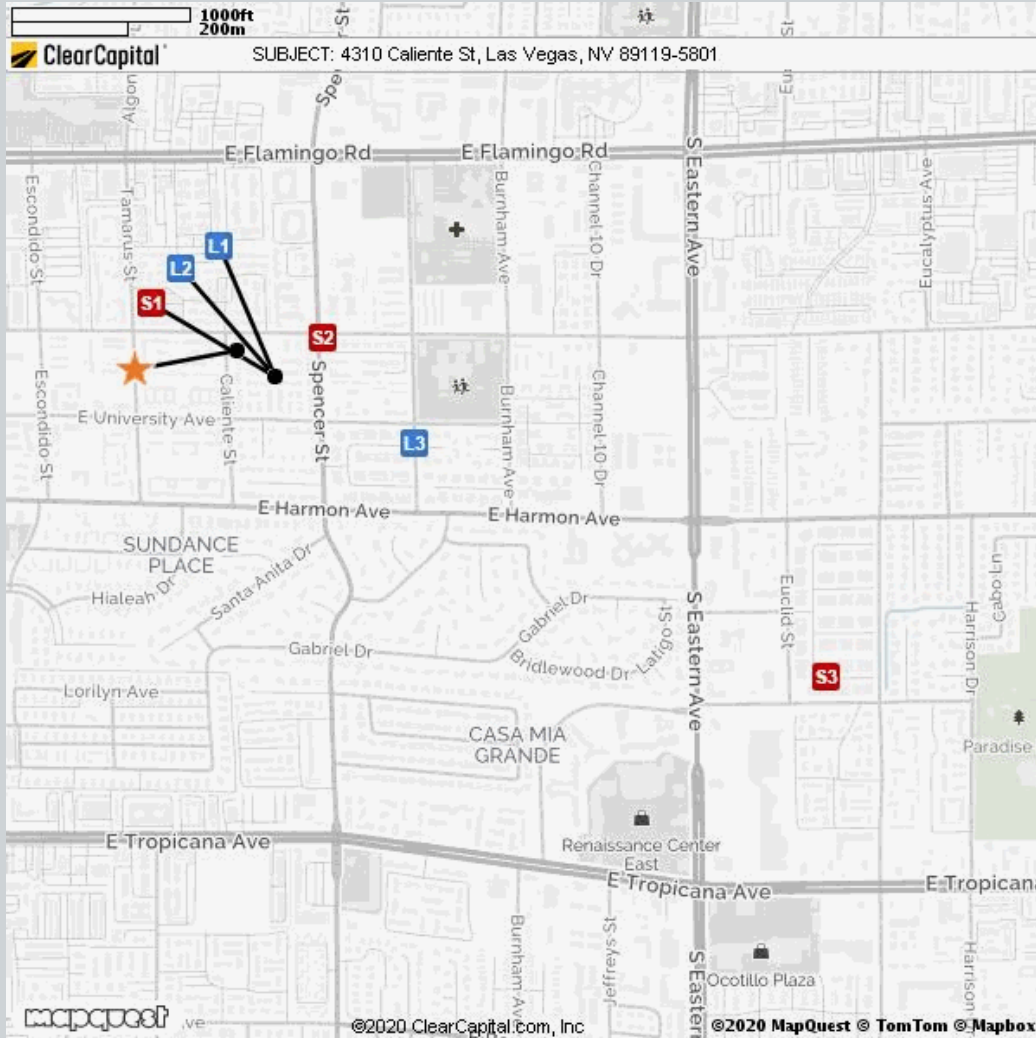 1000ft
200m
ClearCapital
SUBJECT: 4310 Caliente St, Las Vegas, NV 89119-5801
E Flamingo Rd
E Flamingo Rd
S Eastern Ave
Escondido St
Tamarus St
Burnham Ave
Channel 10 Dr
Eucalyptus Ave
L1
L2
S1
S2
Escondido St
Caliente St
Spencer St
Burnham Ave
Channel 10 Dr
E University Ave
L3
E Harmon Ave
E Harmon Ave
SUNDANCE
PLACE
Hialeah Dr
Santa Anita Dr
Gabriel Dr
Gabriel Dr
Bridlewood Dr
Latigo St
S Eastern Ave
Euclid St
Harrison Dr
Cabo Ln
S3
Lorilyn Ave
CASA MIA
GRANDE
Paradise
E Tropicana Ave
Renaissance Center
East
E Tropicana Ave
E Tropicana
Burnham Av
Jeffreys St
S Easter
Ocotillo Plaza
Harrison
mapquest
©2020 ClearCapital.com, Inc
©2020 MapQuest © TomTom © Mapbox